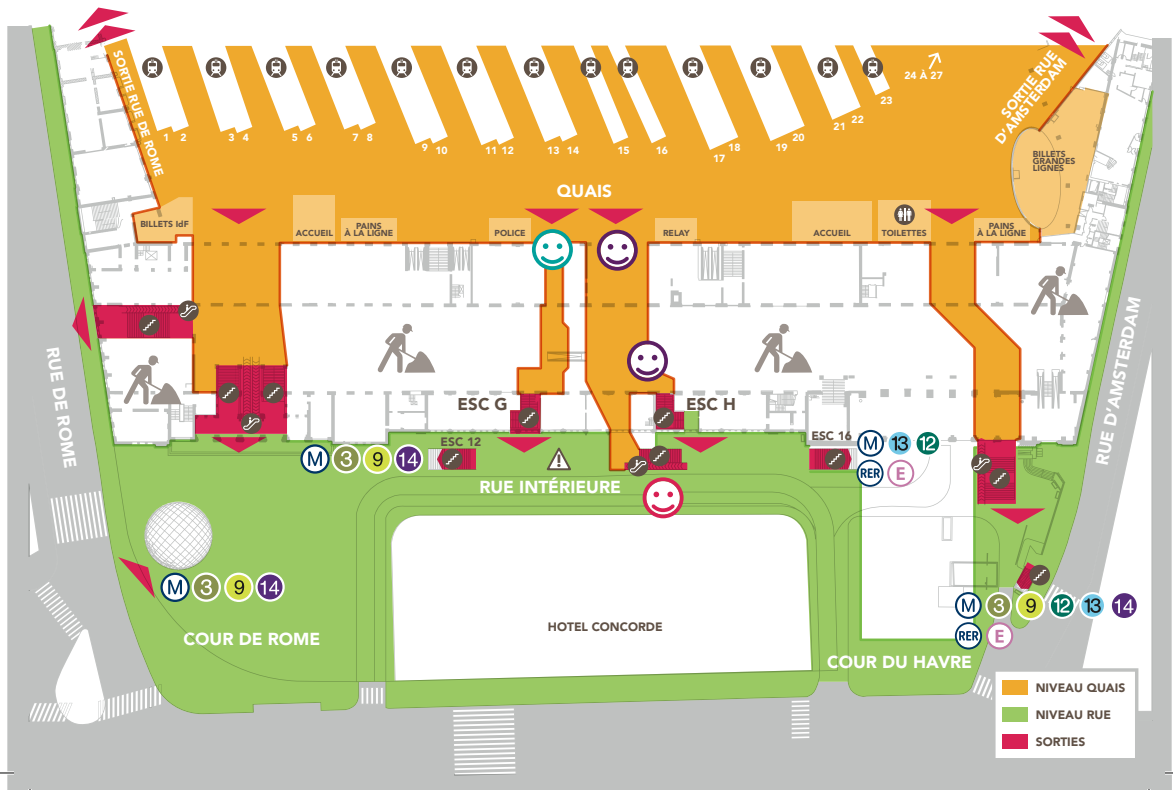 SORTIE RUE DE ROME
1 2
3 4
5 6
7 8
9 10
11 12
13 14
15
16
17
18
19
20
21
22
23
24 À 27
SORTIE RUE
D'AMSTERDAM
BILLETS
GRANDES
LIGNES
QUAIS
BILLETS IdF
ACCUEIL
PAINS
À LA LIGNE
POLICE
RELAY
ACCUEIL
TOILETTES
PAINS
À LA LIGNE
RUE DE ROME
RUE D'AMSTERDAM
ESC G
ESC H
ESC 12
ESC 16
M 3 9 14
M 13 12
RER E
RUE INTÉRIEURE
M 3 9 14
COUR DE ROME
HOTEL CONCORDE
M 3 9 12 13 14
RER E
COUR DU HAVRE
NIVEAU QUAIS
NIVEAU RUE
SORTIES